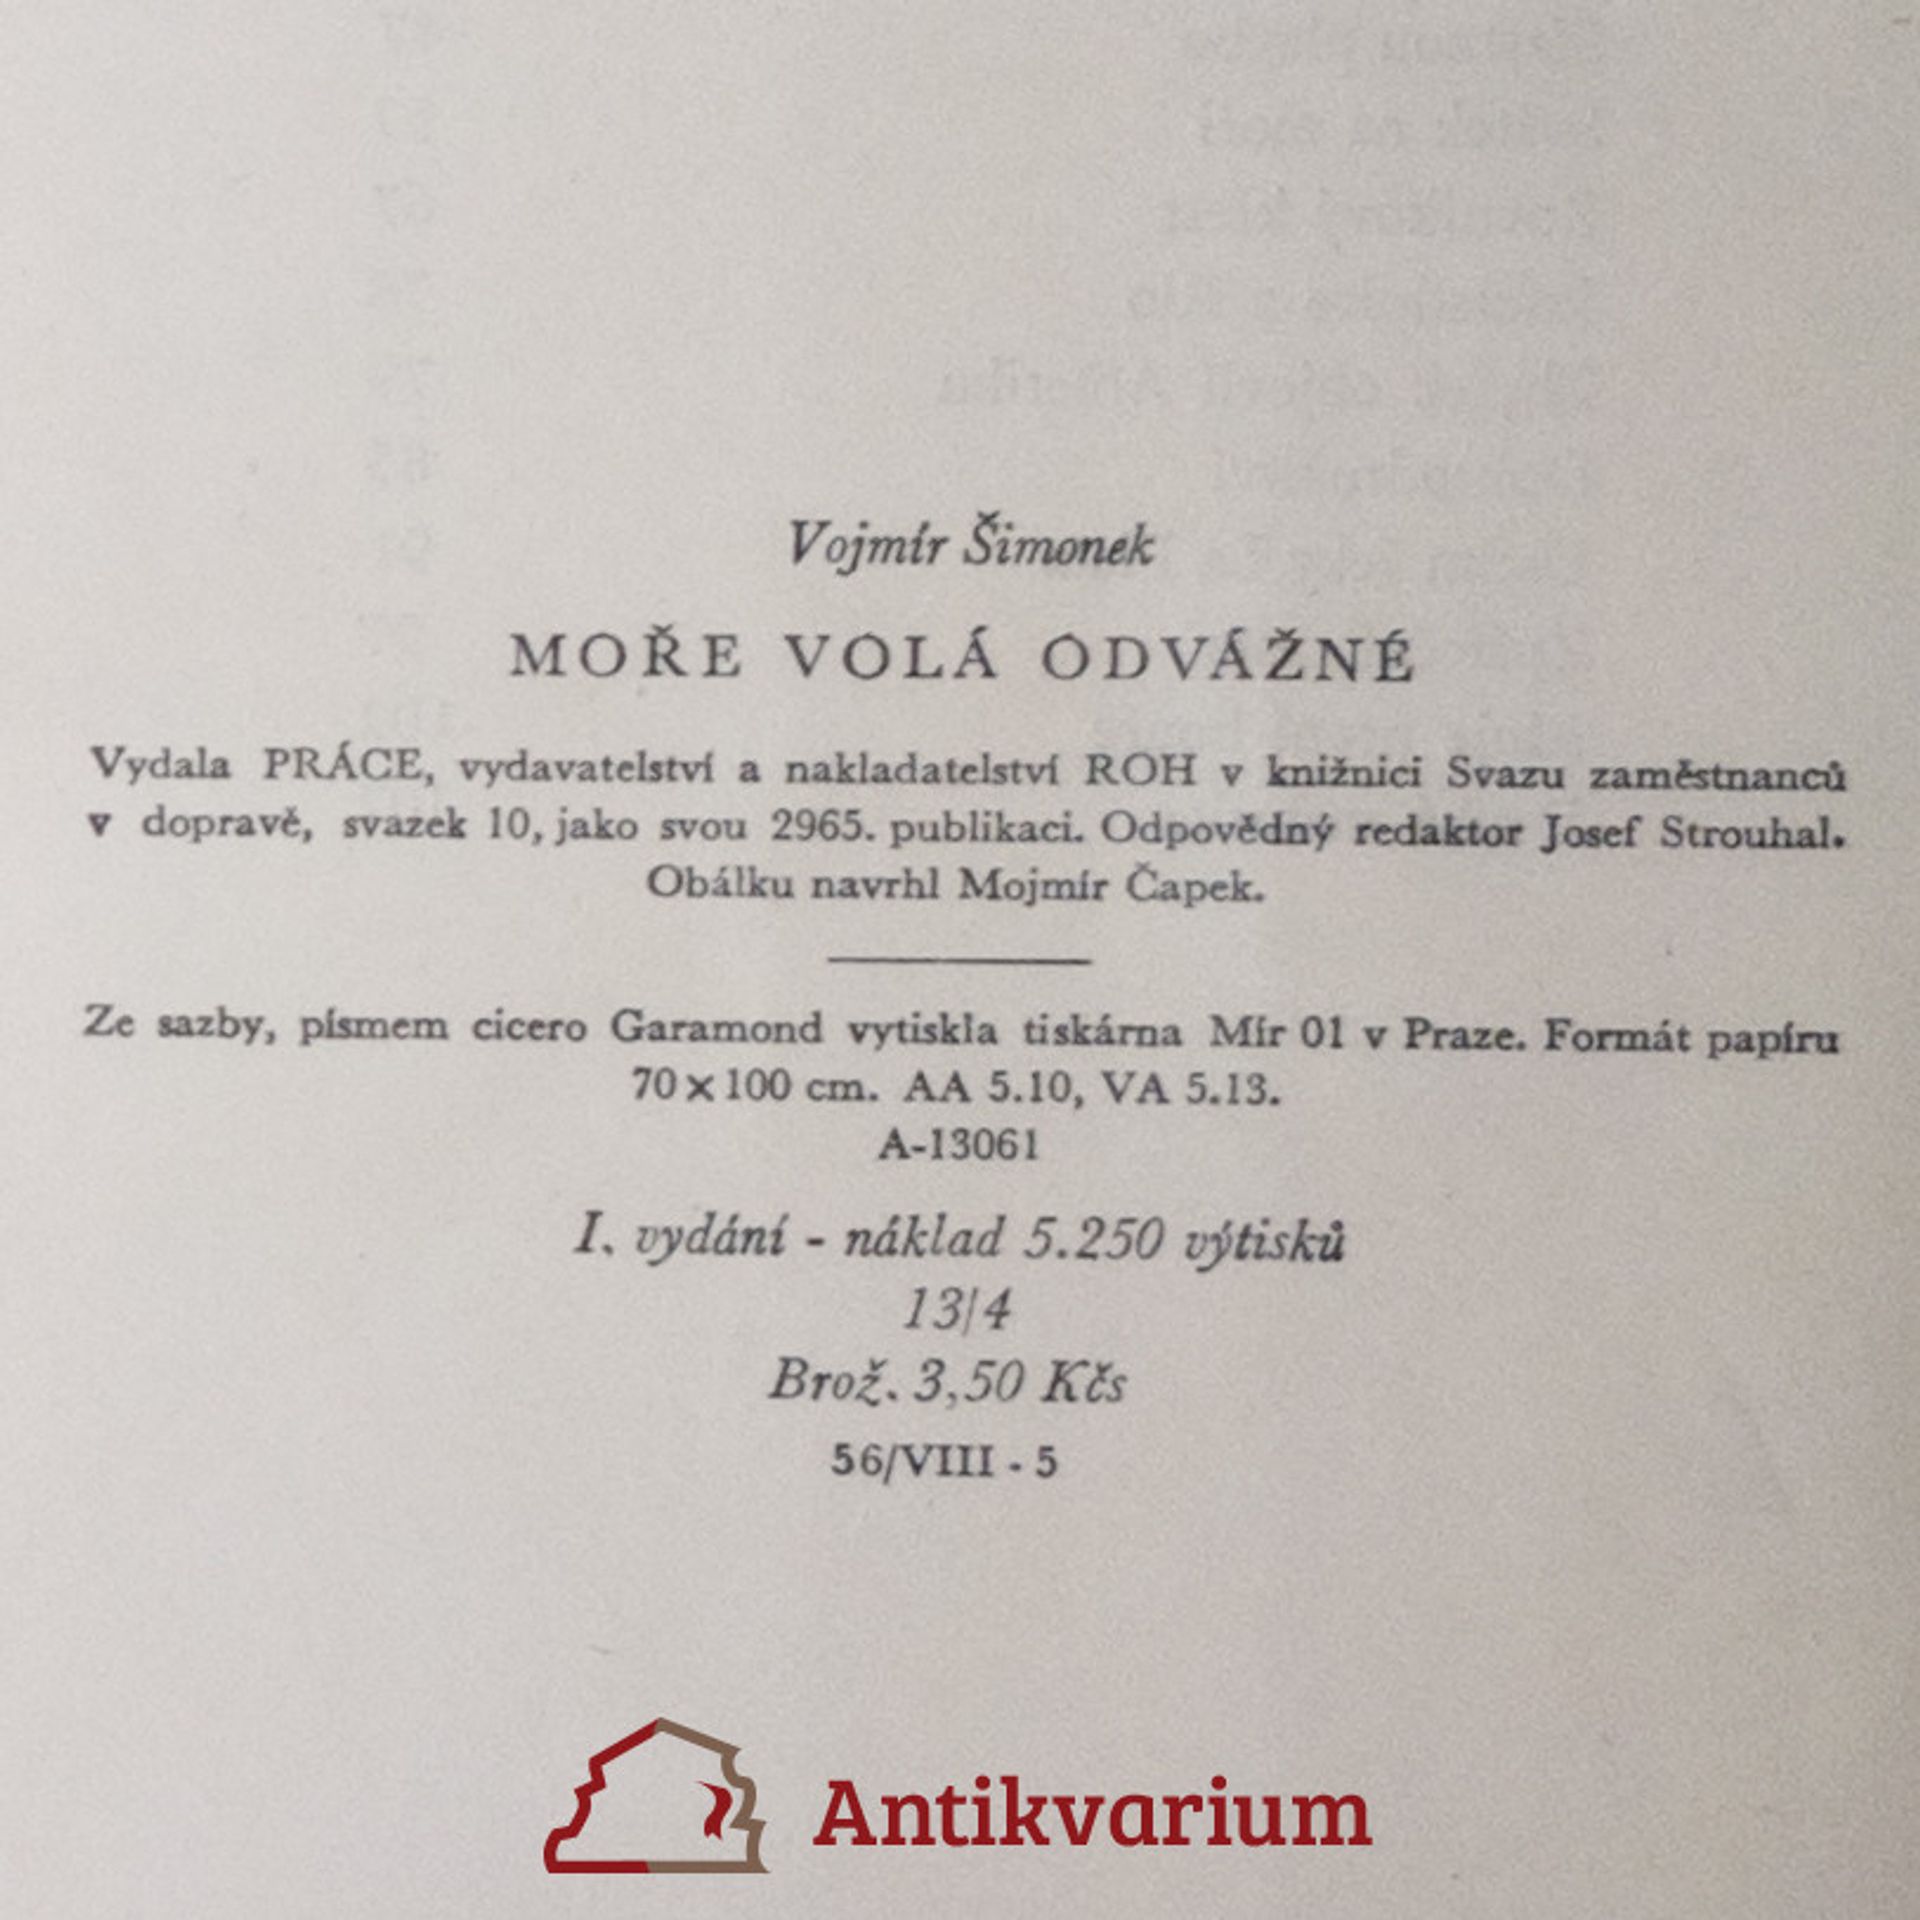 Vojmír Šimonek
MOŘE VOLÁ ODVÁŽNÉ
Vydala PRÁCE, vydavatelství a nakladatelství ROH v knižnici Svazu zaměstnanců
v dopravě, svazek 10, jako svou 2965. publikaci. Odpovědný redaktor Josef Strouhal.
Obálku navrhl Mojmír Čapek.
Ze sazby, písmem cicero Garamond vytiskla tiskárna Mír 01 v Praze. Formát papíru
70 x 100 cm. AA 5.10, VA 5.13.
A-13061
I. vydání - náklad 5.250 výtisků
13/4
Brož. 3,50 Kčs
56/VIII - 5
Antikvarium